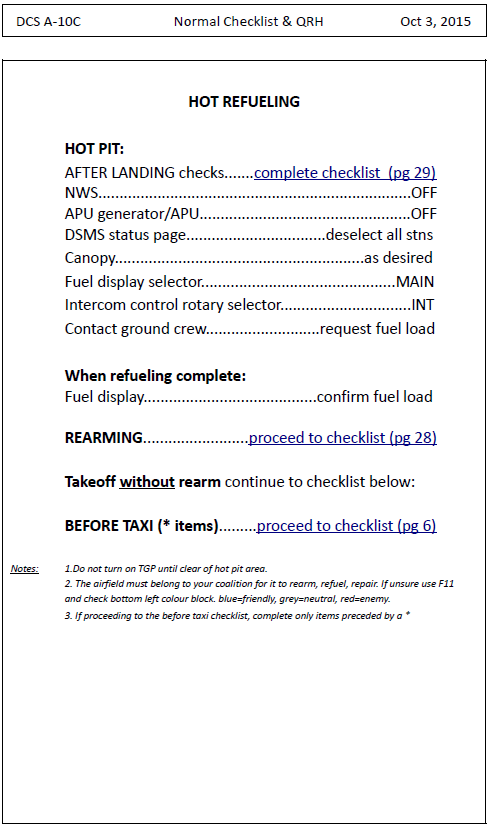 DCS A-10C Normal Checklist & QRH Oct 3, 2015
HOT REFUELING
HOT PIT:
AFTER LANDING checks.......complete checklist  (pg 29)
NWS..........................................................................OFF
APU generator/APU..................................................OFF
DSMS status page.................................deselect all stns
Canopy...........................................................as desired
Fuel display selector..............................................MAIN
Intercom control rotary selector...............................INT
Contact ground crew...........................request fuel load
When refueling complete:
Fuel display.........................................confirm fuel load
REARMING.........................proceed to checklist (pg 28)
Takeoff without rearm continue to checklist below:
BEFORE TAXI (* items).........proceed to checklist (pg 6)
Notes: 1.Do not turn on TGP until clear of hot pit area.
2. The airfield must belong to your coalition for it to rearm, refuel, repair. If unsure use F11
and check bottom left colour block. blue=friendly, grey=neutral, red=enemy.
3. If proceeding to the before taxi checklist, complete only items preceded by a *